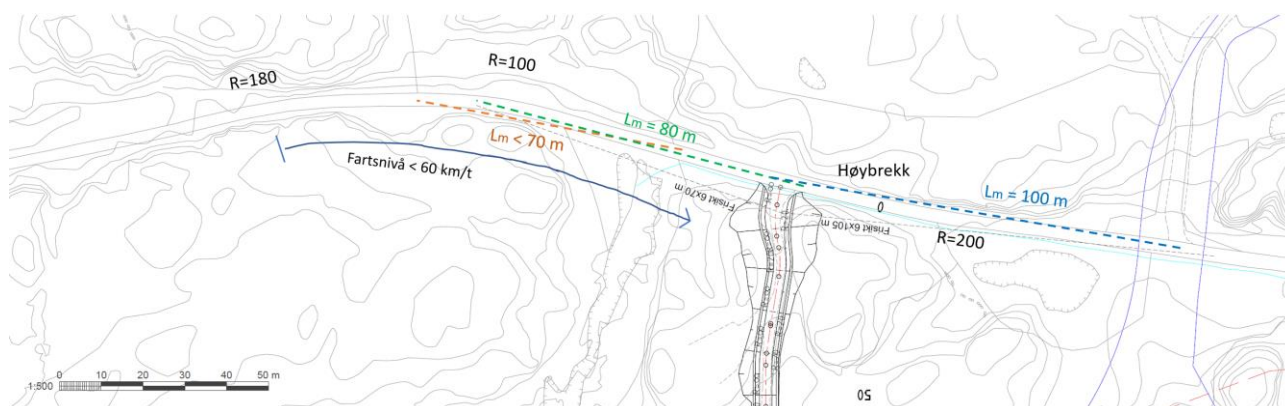 R=180
R=100
Lm = 80 m
Lm < 70 m
Fartsnivå < 60 km/t
Høybrekk
0
Lm = 100 m
Frisikt 6x70 m
Frisikt 6x105 m
R=200
0 10 20 30 40 50 m
1:500
50